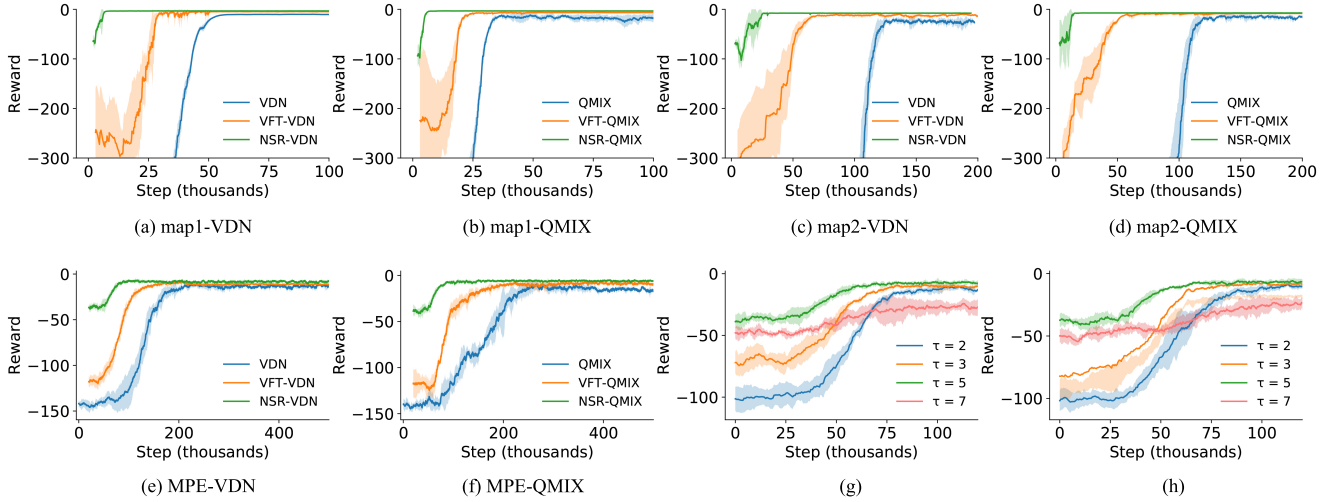 0
−100
−200
−300
Reward
VDN
VFT-VDN
NSR-VDN
0 25 50 75 100
Step (thousands)
(a) map1-VDN
0
−100
−200
−300
Reward
QMIX
VFT-QMIX
NSR-QMIX
0 25 50 75 100
Step (thousands)
(b) map1-QMIX
0
−100
−200
−300
Reward
VDN
VFT-VDN
NSR-VDN
0 50 100 150 200
Step (thousands)
(c) map2-VDN
0
−100
−200
−300
Reward
QMIX
VFT-QMIX
NSR-QMIX
0 50 100 150 200
Step (thousands)
(d) map2-QMIX
0
−50
−100
−150
Reward
VDN
VFT-VDN
NSR-VDN
0 200 400
Step (thousands)
(e) MPE-VDN
0
−50
−100
−150
Reward
QMIX
VFT-QMIX
NSR-QMIX
0 200 400
Step (thousands)
(f) MPE-QMIX
0
−50
−100
Reward
τ = 2
τ = 3
τ = 5
τ = 7
0 25 50 75 100
Step (thousands)
(g)
0
−50
−100
Reward
τ = 2
τ = 3
τ = 5
τ = 7
0 25 50 75 100
Step (thousands)
(h)